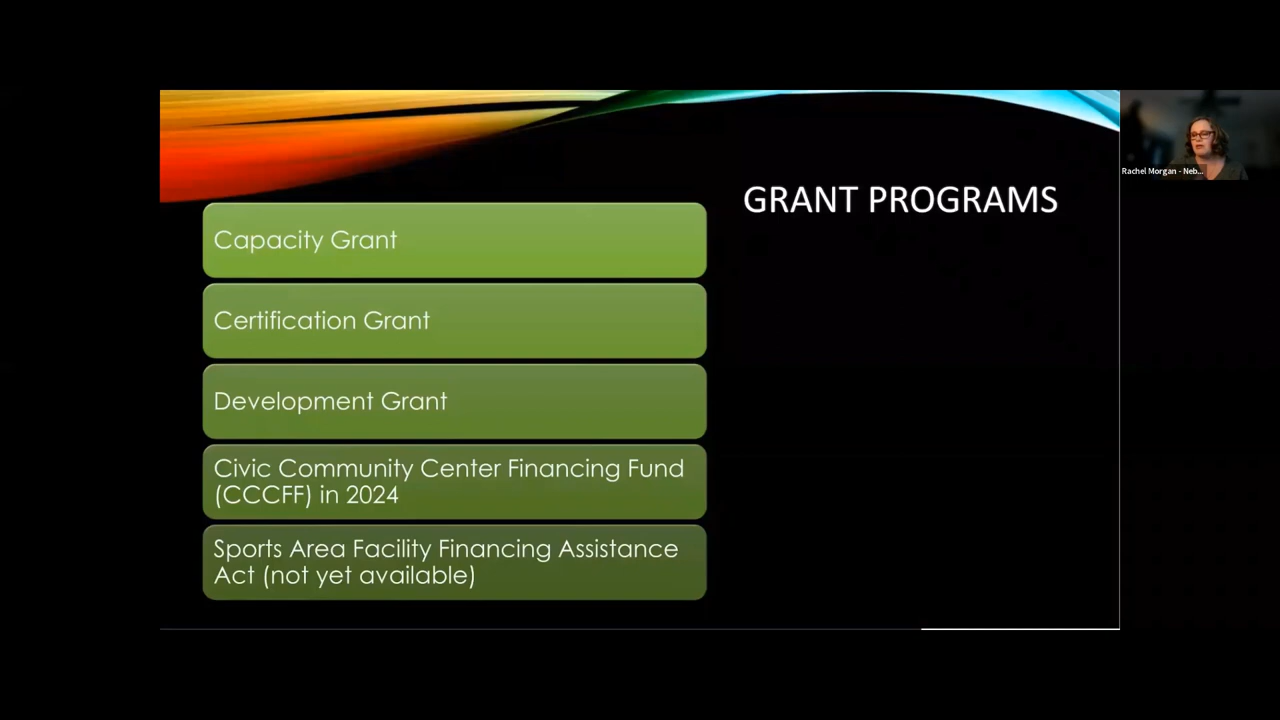 GRANT PROGRAMS
Capacity Grant
Certification Grant
Development Grant
Civic Community Center Financing Fund
(CCCFF) in 2024
Sports Area Facility Financing Assistance
Act (not yet available)
Rachel Morgan - Neb...